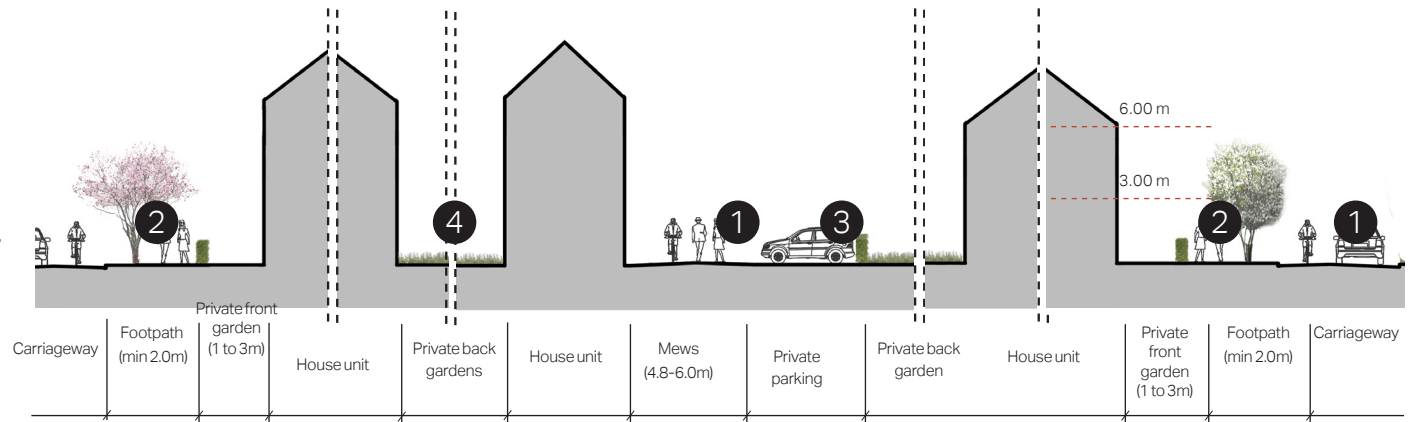 6.00 m
3.00 m
2
4
1
3
2
1
Carriageway
Footpath
(min 2.0m)
Private front
garden
(1 to 3m)
House unit
Private back
gardens
House unit
Mews
(4.8-6.0m)
Private
parking
Private back
garden
House unit
Private
front
garden
(1 to 3m)
Footpath
(min 2.0m)
Carriageway